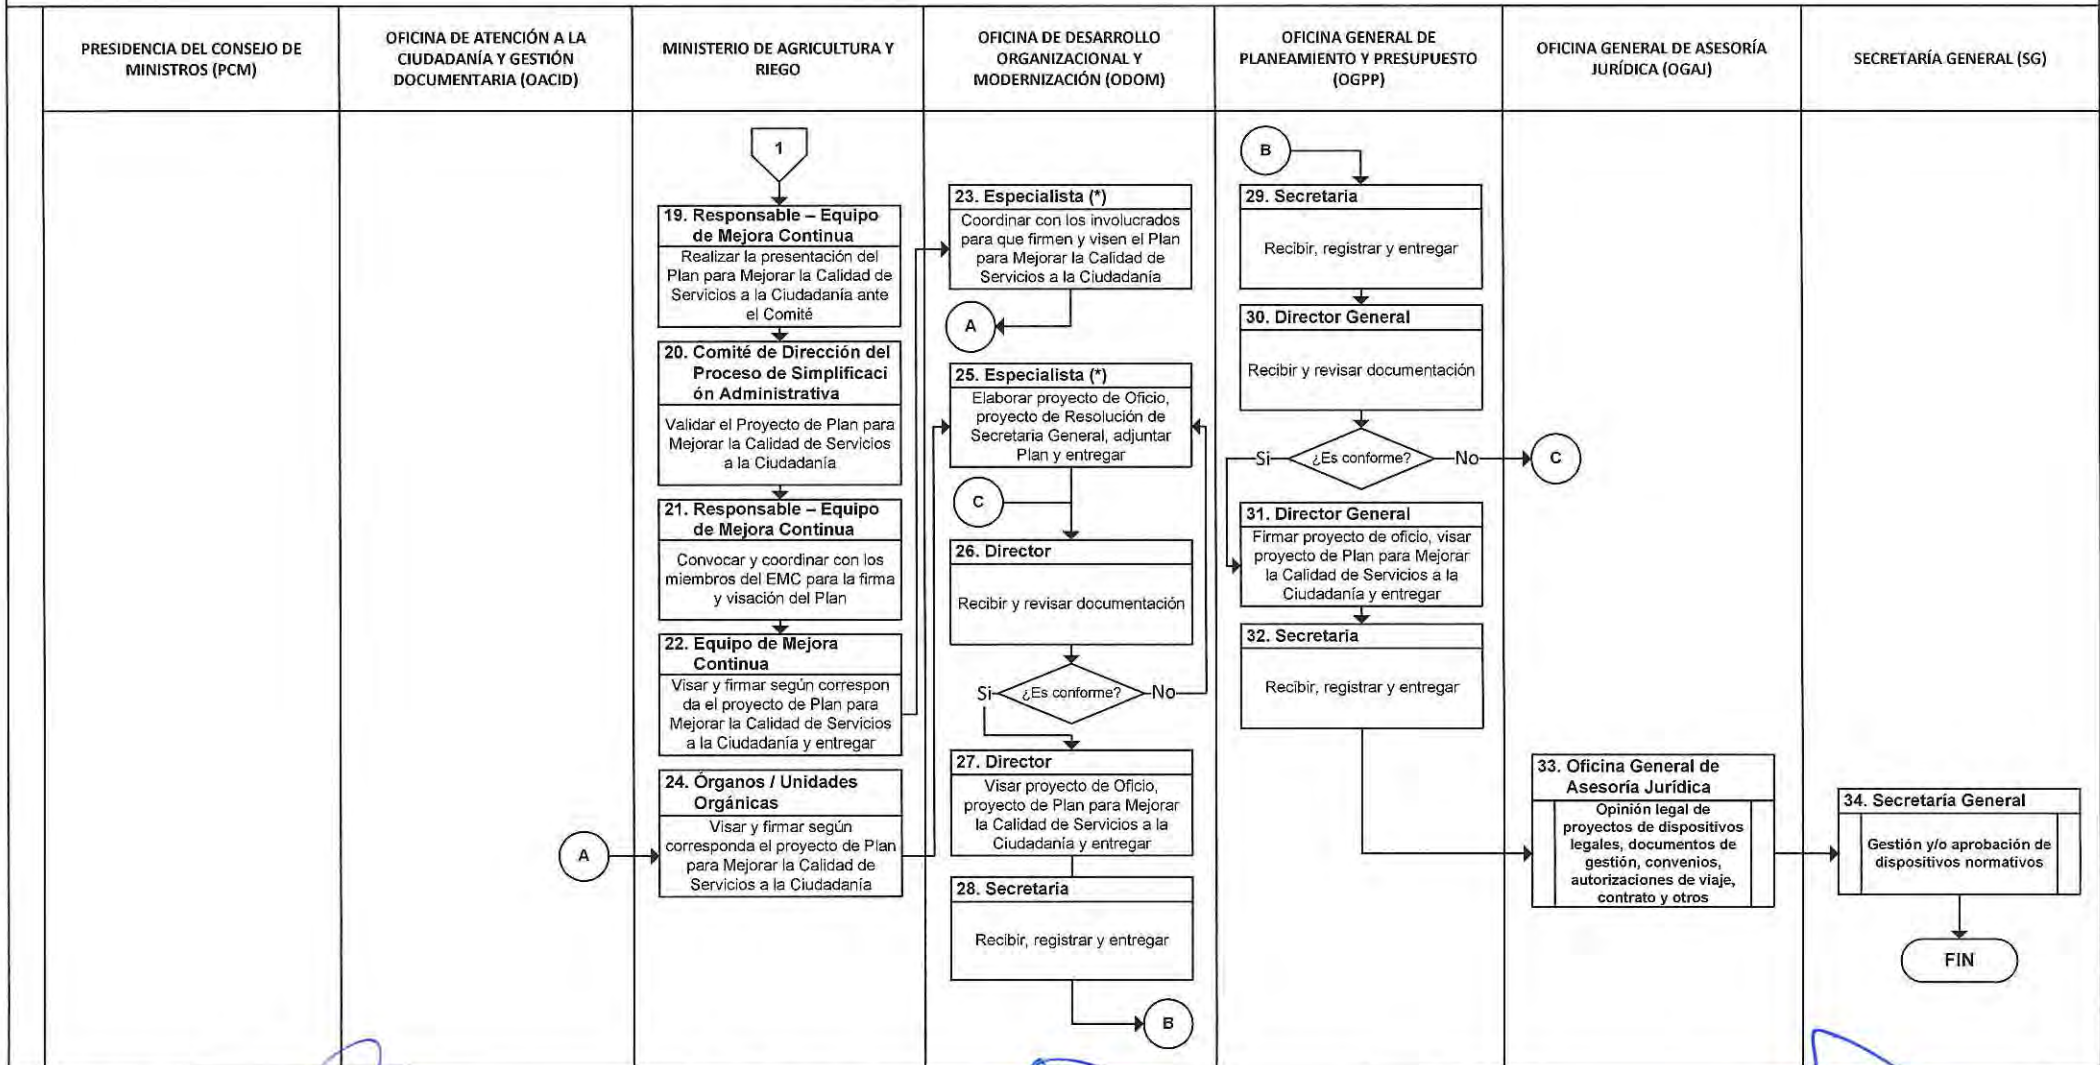 PRESIDENCIA DEL CONSEJO DE
MINISTROS (PCM)
OFICINA DE ATENCIÓN A LA
CIUDADANÍA Y GESTIÓN
DOCUMENTARIA (OACID)
MINISTERIO DE AGRICULTURA Y
RIEGO
OFICINA DE DESARROLLO
ORGANIZACIONAL Y
MODERNIZACIÓN (ODOM)
OFICINA GENERAL DE
PLANEAMIENTO Y PRESUPUESTO
(OGPP)
OFICINA GENERAL DE ASESORÍA
JURÍDICA (OGAJ)
SECRETARÍA GENERAL (SG)
1
19. Responsable – Equipo
de Mejora Continua
Realizar la presentación del
Plan para Mejorar la Calidad de
Servicios a la Ciudadanía ante
el Comité
20. Comité de Dirección del
Proceso de Simplificaci
ón Administrativa
Validar el Proyecto de Plan para
Mejorar la Calidad de Servicios
a la Ciudadanía
21. Responsable – Equipo
de Mejora Continua
Convocar y coordinar con los
miembros del EMC para la firma
y visación del Plan
22. Equipo de Mejora
Continua
Visar y firmar según correspon
da el proyecto de Plan para
Mejorar la Calidad de Servicios
a la Ciudadanía y entregar
A
24. Órganos / Unidades
Orgánicas
Visar y firmar según
corresponda el proyecto de Plan
para Mejorar la Calidad de
Servicios a la Ciudadanía
23. Especialista (*)
Coordinar con los involucrados
para que firmen y visen el Plan
para Mejorar la Calidad de
Servicios a la Ciudadanía
A
25. Especialista (*)
Elaborar proyecto de Oficio,
proyecto de Resolución de
Secretaria General, adjuntar
Plan y entregar
C
26. Director
Recibir y revisar documentación
Si
¿Es conforme?
No
27. Director
Visar proyecto de Oficio,
proyecto de Plan para Mejorar
la Calidad de Servicios a la
Ciudadanía y entregar
28. Secretaria
Recibir, registrar y entregar
B
B
29. Secretaria
Recibir, registrar y entregar
30. Director General
Recibir y revisar documentación
Si
¿Es conforme?
No
C
31. Director General
Firmar proyecto de oficio, visar
proyecto de Plan para Mejorar
la Calidad de Servicios a la
Ciudadanía y entregar
32. Secretaria
Recibir, registrar y entregar
33. Oficina General de
Asesoría Jurídica
Opinión legal de
proyectos de dispositivos
legales, documentos de
gestión, convenios,
autorizaciones de viaje,
contrato y otros
34. Secretaría General
Gestión y/o aprobación de
dispositivos normativos
FIN